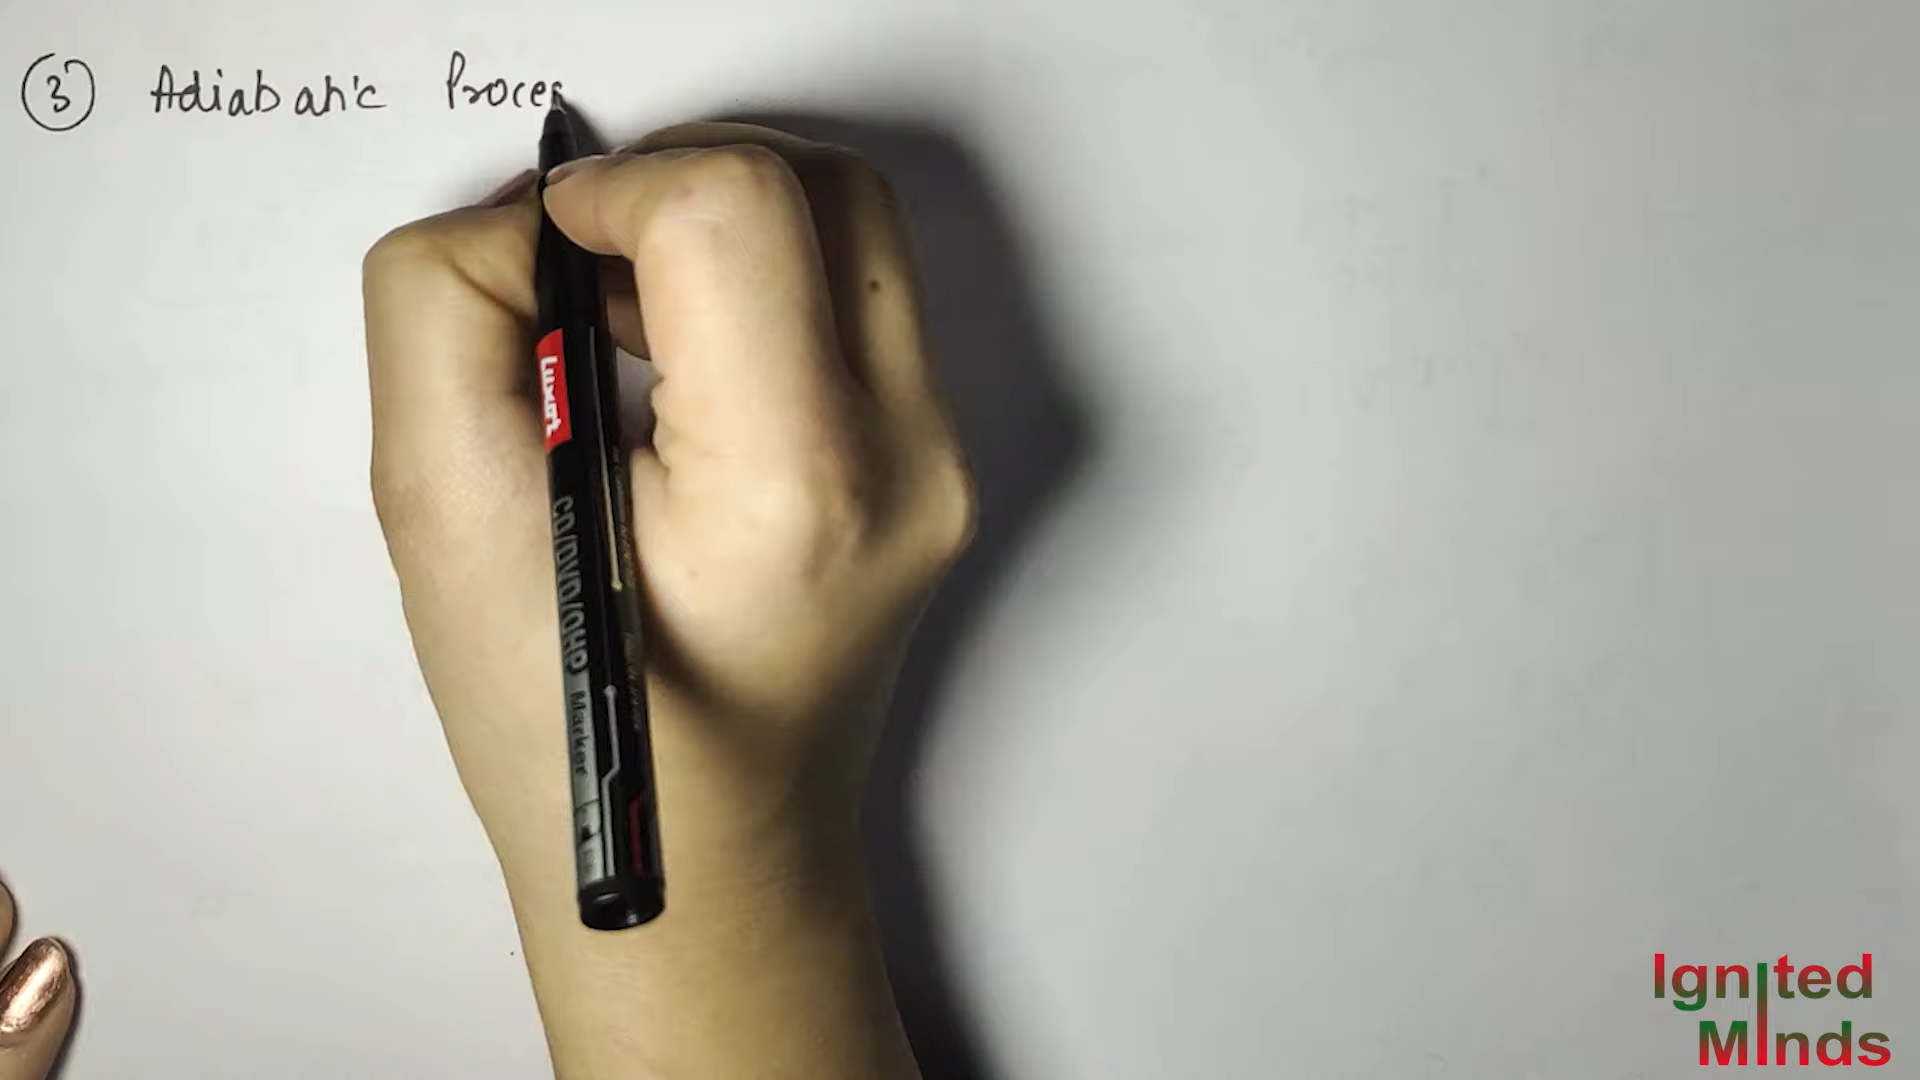 3 Adiabatic Proces
Luxor
CD/DVD/OHP Marker
Ignited
Minds